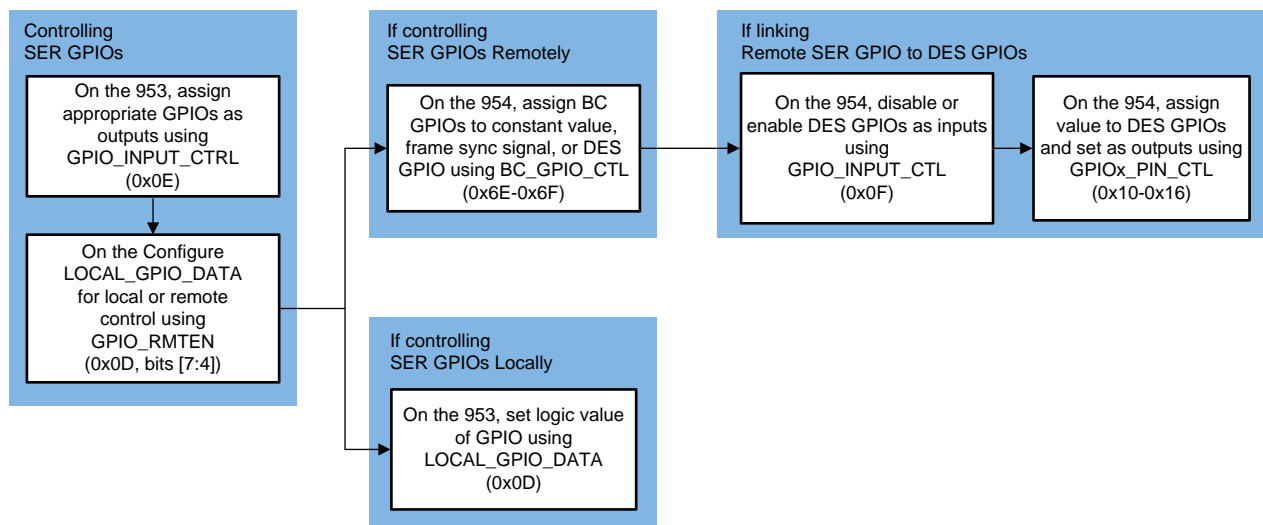 Controlling
SER GPIOs
On the 953, assign
appropriate GPIOs as
outputs using
GPIO_INPUT_CTRL
(0x0E)
On the Configure
LOCAL_GPIO_DATA
for local or remote
control using
GPIO_RMTEN
(0x0D, bits [7:4])
If controlling
SER GPIOs Remotely
On the 954, assign BC
GPIOs to constant value,
frame sync signal, or DES
GPIO using BC_GPIO_CTL
(0x6E-0x6F)
If linking
Remote SER GPIO to DES GPIOs
On the 954, disable or
enable DES GPIOs as inputs
using
GPIO_INPUT_CTL
(0x0F)
On the 954, assign
value to DES GPIOs
and set as outputs using
GPIOx_PIN_CTL
(0x10-0x16)
If controlling
SER GPIOs Locally
On the 953, set logic value
of GPIO using
LOCAL_GPIO_DATA
(0x0D)